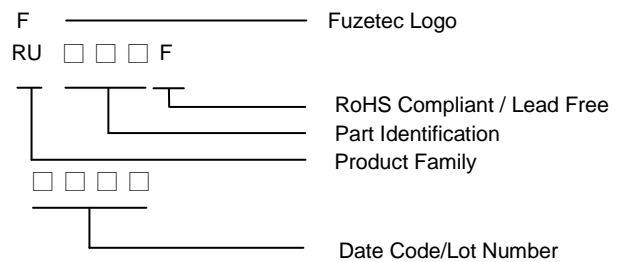 F Fuzetec Logo
RU □ □ □ F
RoHS Compliant / Lead Free
Part Identification
Product Family
□ □ □ □
Date Code/Lot Number